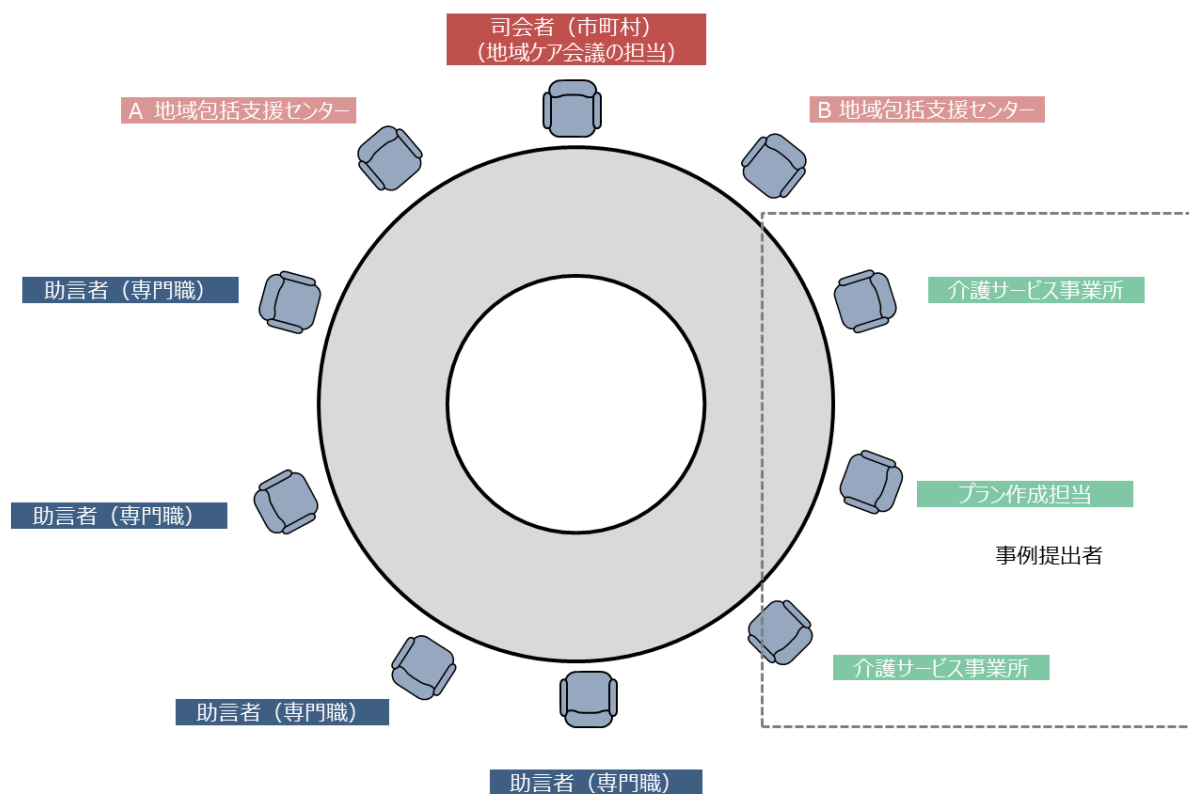 司会者（市町村）
（地域ケア会議の担当）
A 地域包括支援センター
B 地域包括支援センター
助言者（専門職）
介護サービス事業所
助言者（専門職）
プラン作成担当
事例提出者
介護サービス事業所
助言者（専門職）
助言者（専門職）